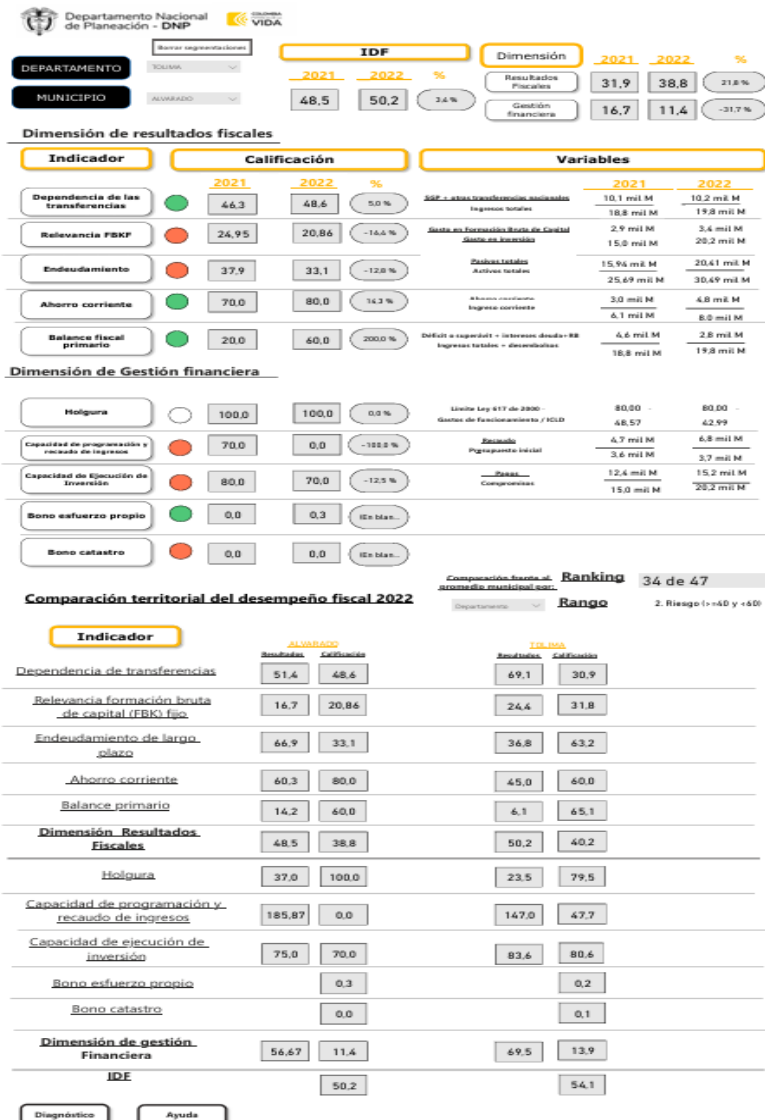 Departamento Nacional
de Planeación - DNP
COLOMBIA
VIDA
Borrar segmentaciones
DEPARTAMENTO
TOLIMA
MUNICIPIO
ALVARADO
IDF
2021 2022 %
48,5 50,2 3,4 %
Dimensión 2021 2022 %
Resultados
Fiscales
31,9 38,8 21,8 %
Gestión
financiera
16,7 11,4 -31,7 %
Dimensión de resultados fiscales
Indicador Calificación Variables
2021 2022 % 2021 2022
Dependencia de las
transferencias
46,3 48,6 5,0 %
SGP + otras transferencias nacionales
Ingresos totales
10,1 mil M 10,2 mil M
18,8 mil M 19,8 mil M
Relevancia FBKF
24,95 20,86 -16,4 %
Gasto en Formación Bruta de Capital
Gasto en inversión
2,9 mil M 3,4 mil M
15,0 mil M 20,2 mil M
Endeudamiento
37,9 33,1 -12,8 %
Pasivos totales
Activos totales
15,94 mil M 20,41 mil M
25,69 mil M 30,49 mil M
Ahorro corriente
70,0 80,0 14,3 %
Ahorro corriente
Ingreso corriente
3,0 mil M 4,8 mil M
6,1 mil M 8,0 mil M
Balance fiscal
primario
20,0 60,0 200,0 %
Déficit o superávit + intereses deuda+RB
Ingresos totales + desembolsos
4,6 mil M 2,8 mil M
18,8 mil M 19,8 mil M
Dimensión de Gestión financiera
Holgura
100,0 100,0 0,0 %
Límite Ley 617 de 2000 -
Gastos de funcionamiento / ICLD
80,00 - 80,00 -
48,57 42,99
Capacidad de programación y
recaudo de ingresos
70,0 0,0 -100,0 %
Recaudo
Presupuesto inicial
4,7 mil M 6,8 mil M
3,6 mil M 3,7 mil M
Capacidad de Ejecución de
Inversión
80,0 70,0 -12,5 %
Pagos
Compromisos
12,4 mil M 15,2 mil M
15,0 mil M 20,2 mil M
Bono esfuerzo propio
0,0 0,3 (En blan...
Bono catastro
0,0 0,0 (En blan...
Comparación frente al
promedio municipal por:
Ranking 34 de 47
Comparación territorial del desempeño fiscal 2022
Departamento
Rango 2. Riesgo (>=40 y <60)
Indicador
ALVARADO TOLIMA
Resultados Calificación Resultados Calificación
Dependencia de transferencias
51,4 48,6 69,1 30,9
Relevancia formación bruta
de capital (FBK) fijo
16,7 20,86 24,4 31,8
Endeudamiento de largo
plazo
66,9 33,1 36,8 63,2
Ahorro corriente
60,3 80,0 45,0 60,0
Balance primario
14,2 60,0 6,1 65,1
Dimensión Resultados
Fiscales
48,5 38,8 50,2 40,2
Holgura
37,0 100,0 23,5 79,5
Capacidad de programación y
recaudo de ingresos
185,87 0,0 147,0 47,7
Capacidad de ejecución de
inversión
75,0 70,0 83,6 80,6
Bono esfuerzo propio
0,3 0,2
Bono catastro
0,0 0,1
Dimensión de gestión
Financiera
56,67 11,4 69,5 13,9
IDF
50,2 54,1
Diagnóstico Ayuda